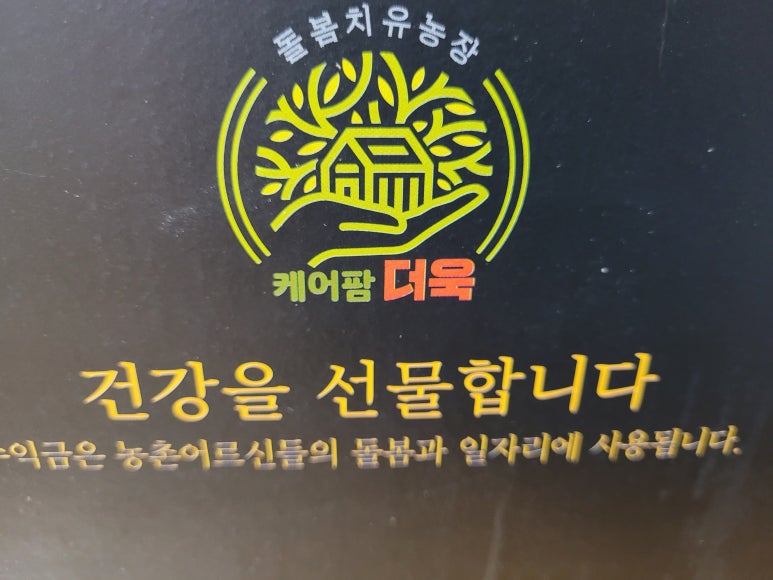 돌봄치유농장
케어팜 더욱
건강을 선물합니다
수익금은 농촌어르신들의 돌봄과 일자리에 사용됩니다.